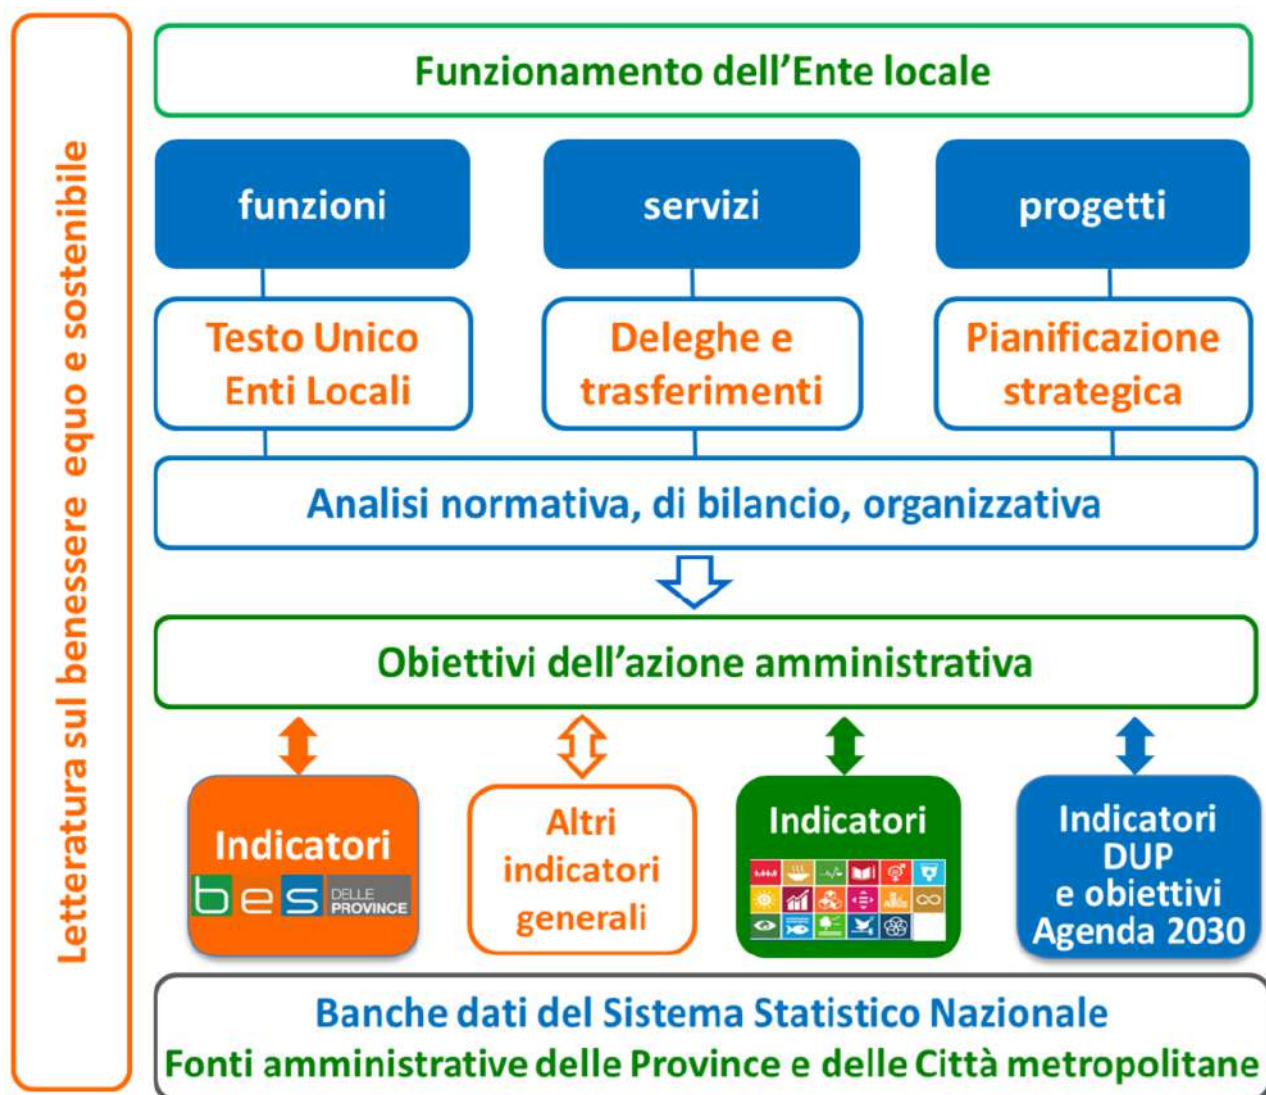 Letteratura sul benessere equo e sostenibile
Funzionamento dell'Ente locale
funzioni
servizi
progetti
Testo Unico
Enti Locali
Deleghe e
trasferimenti
Pianificazione
strategica
Analisi normativa, di bilancio, organizzativa
Obiettivi dell'azione amministrativa
Indicatori
bes DELLE
PROVINCE
Altri
indicatori
generali
Indicatori
Indicatori
DUP
e obiettivi
Agenda 2030
Banche dati del Sistema Statistico Nazionale
Fonti amministrative delle Province e delle Città metropolitane